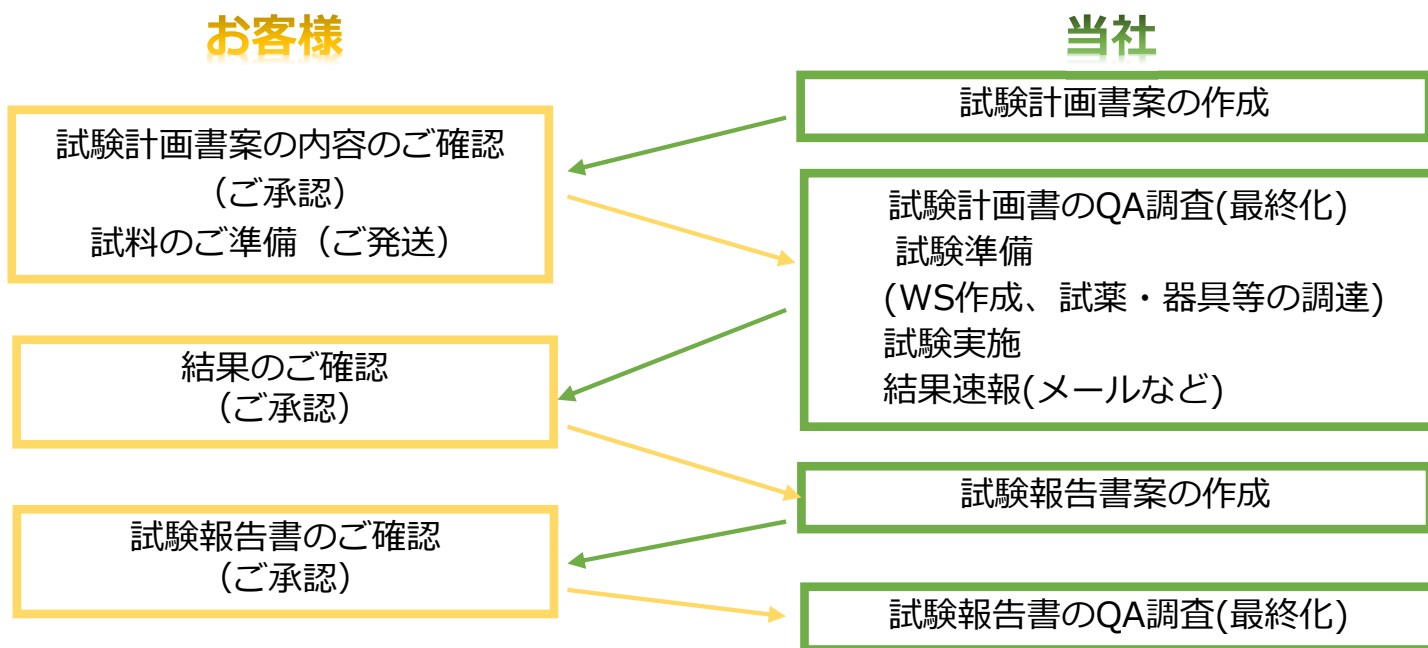 お客様
当社
試験計画書案の作成
試験計画書案の内容のご確認
（ご承認）
試料のご準備（ご発送）
試験計画書のQA調査(最終化)
試験準備
(WS作成、試薬・器具等の調達)
試験実施
結果速報(メールなど)
結果のご確認
（ご承認）
試験報告書案の作成
試験報告書のご確認
（ご承認）
試験報告書のQA調査(最終化)